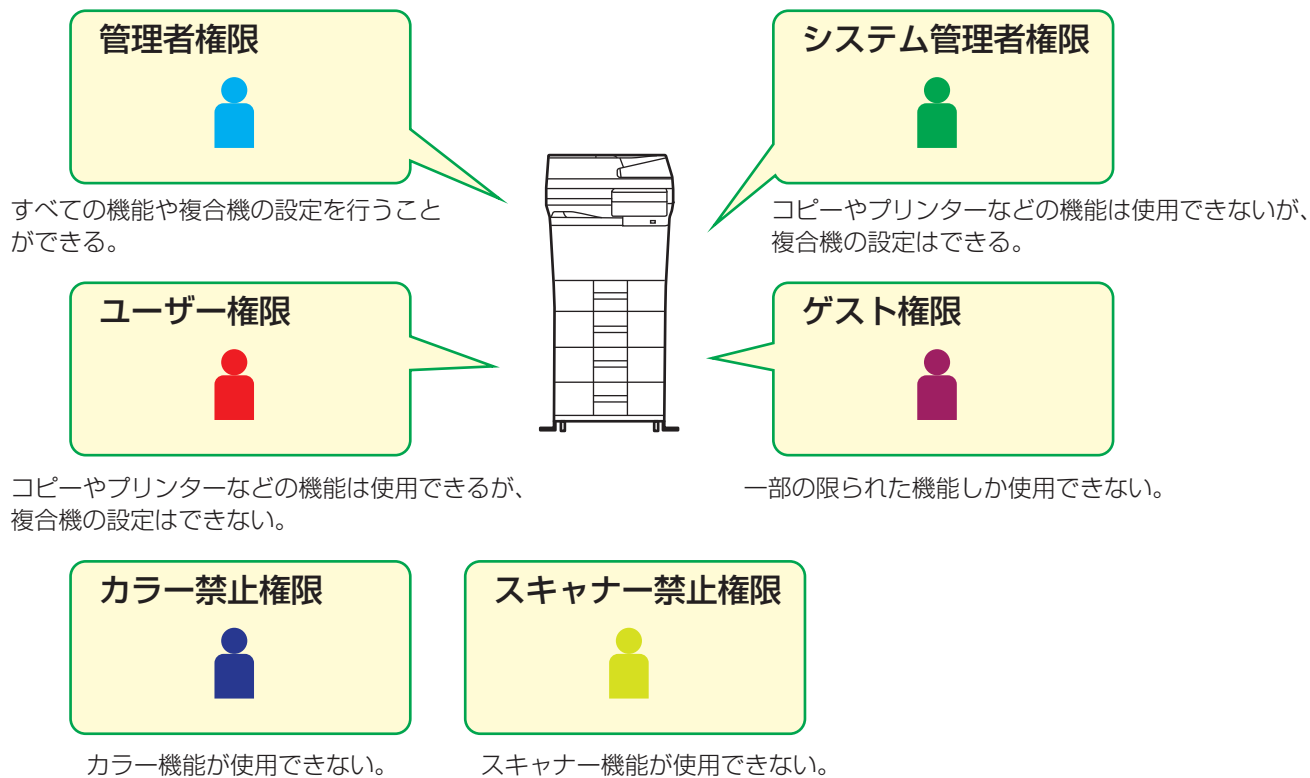 管理者権限
すべての機能や複合機の設定を行うこと
ができる。
システム管理者権限
コピーやプリンターなどの機能は使用できないが、
複合機の設定はできる。
ユーザー権限
コピーやプリンターなどの機能は使用できるが、
複合機の設定はできない。
ゲスト権限
一部の限られた機能しか使用できない。
カラー禁止権限
カラー機能が使用できない。
スキャナー禁止権限
スキャナー機能が使用できない。